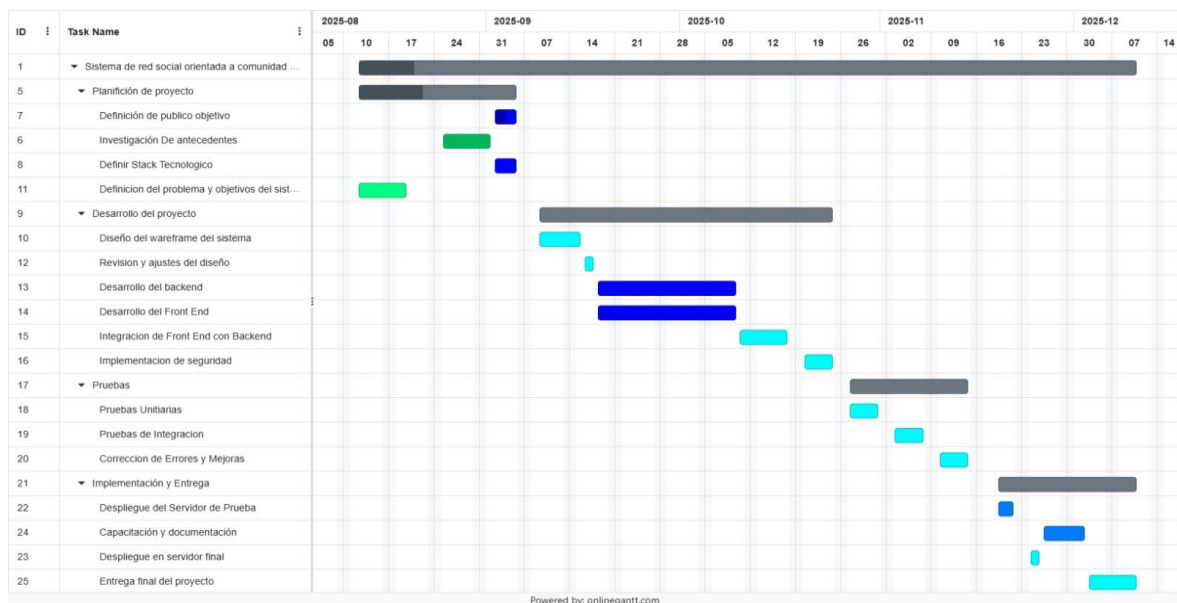 ID Task Name 2025-08 2025-09 2025-10 2025-11 2025-12
05 10 17 24 31 07 14 21 28 05 12 19 26 02 09 16 23 30 07 14
1 Sistema de red social orientada a comunidad ...
5 Planifición de proyecto
7 Definición de publico objetivo
6 Investigación De antecedentes
8 Definir Stack Tecnologico
11 Definicion del problema y objetivos del sist...
9 Desarrollo del proyecto
10 Diseño del wareframe del sistema
12 Revision y ajustes del diseño
13 Desarrollo del backend
14 Desarrollo del Front End
15 Integracion de Front End con Backend
16 Implementacion de seguridad
17 Pruebas
18 Pruebas Unitiarias
19 Pruebas de Integracion
20 Correccion de Errores y Mejoras
21 Implementación y Entrega
22 Despliegue del Servidor de Prueba
24 Capacitación y documentación
23 Despliegue en servidor final
25 Entrega final del proyecto
Powered by: onlinegantt.com